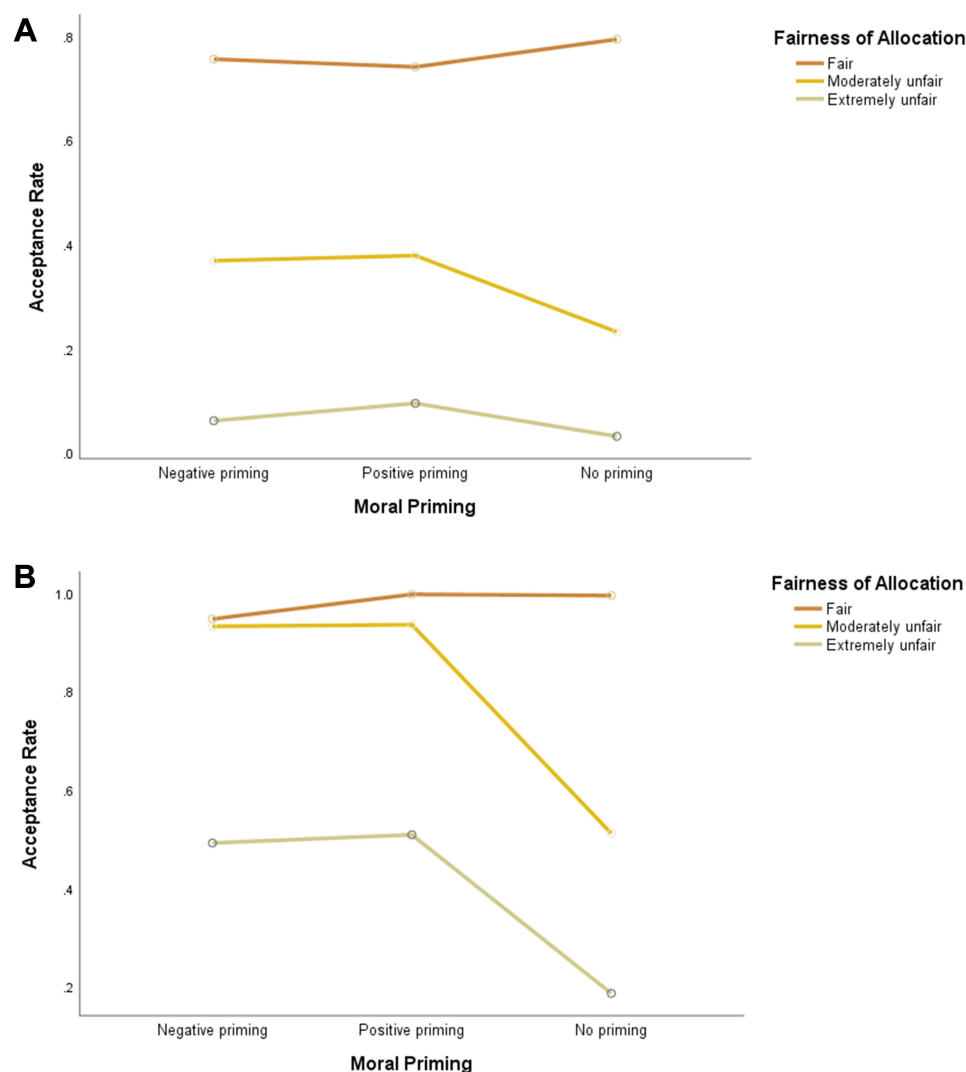 A
Fairness of Allocation
Fair
Moderately unfair
Extremely unfair
.8
.6
.4
.2
.0
Acceptance Rate
Negative priming
Positive priming
No priming
Moral Priming
B
Fairness of Allocation
Fair
Moderately unfair
Extremely unfair
1.0
.8
.6
.4
.2
Acceptance Rate
Negative priming
Positive priming
No priming
Moral Priming